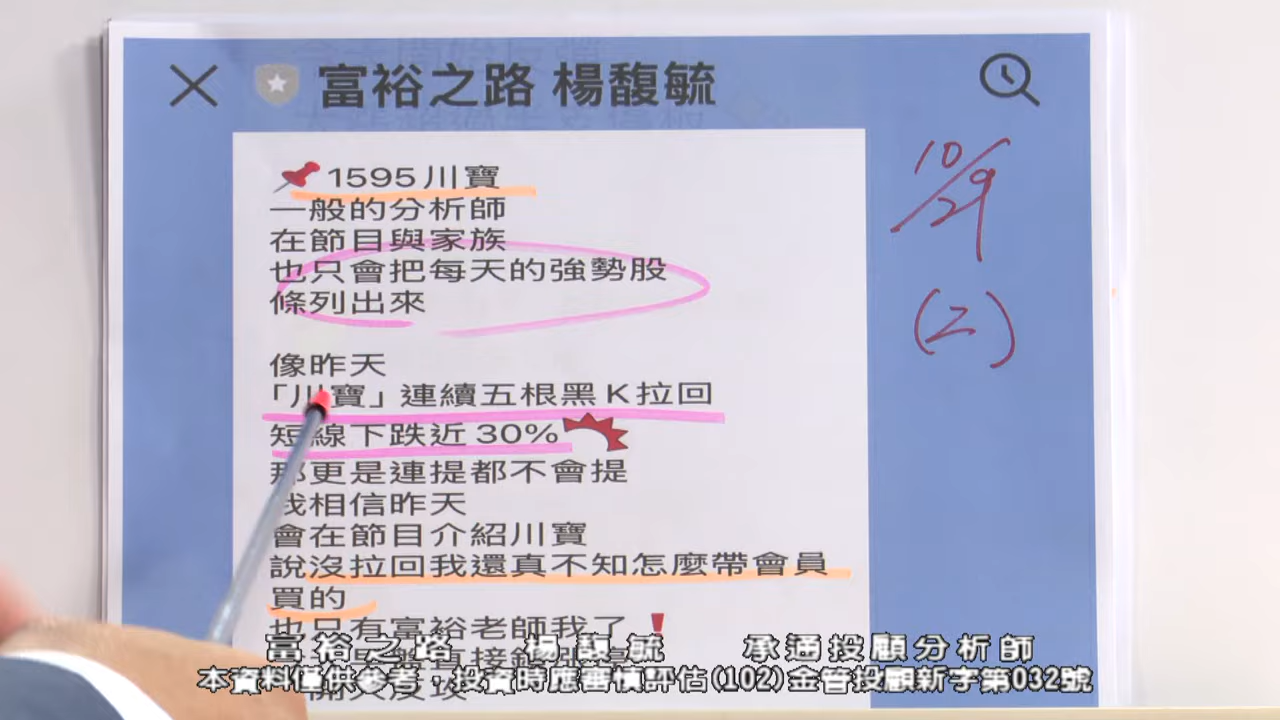 富裕之路 楊馥毓
1595川寶
一般的分析師
在節目與家族
也只會把每天的強勢股
條列出來
像昨天
「川寶」連續五根黑K拉回
短線下跌近30%
那更是連提都不會提
我相信昨天
會在節目介紹川寶
說沒拉回我還真不知怎麼帶會員
買的
也只有富裕老師我了
10/29
(二)
富裕之路 楊馥毓 承通投顧分析師
本資料僅供參考,投資時應審慎評估(102)金管投顧新字第032號